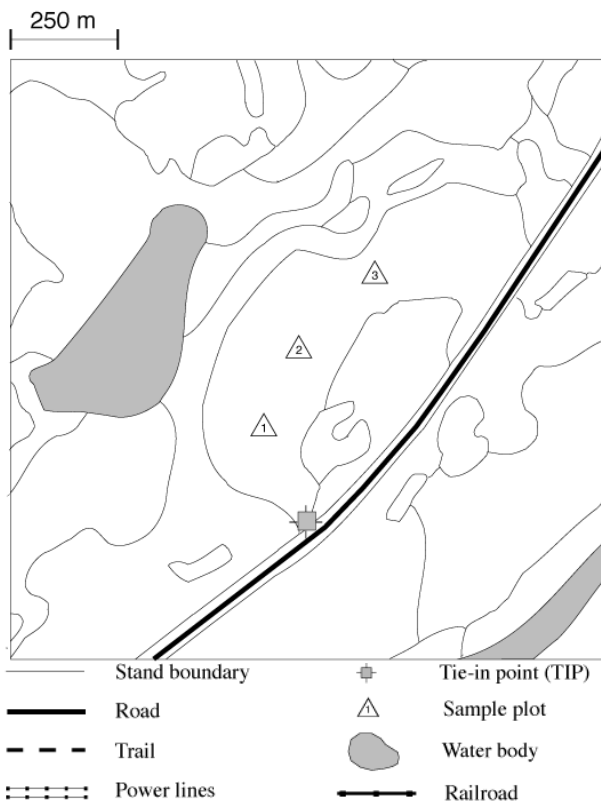 250 m
3
2
1
Stand boundary
Tie-in point (TIP)
Road
1
Sample plot
Trail
Water body
Power lines
Railroad